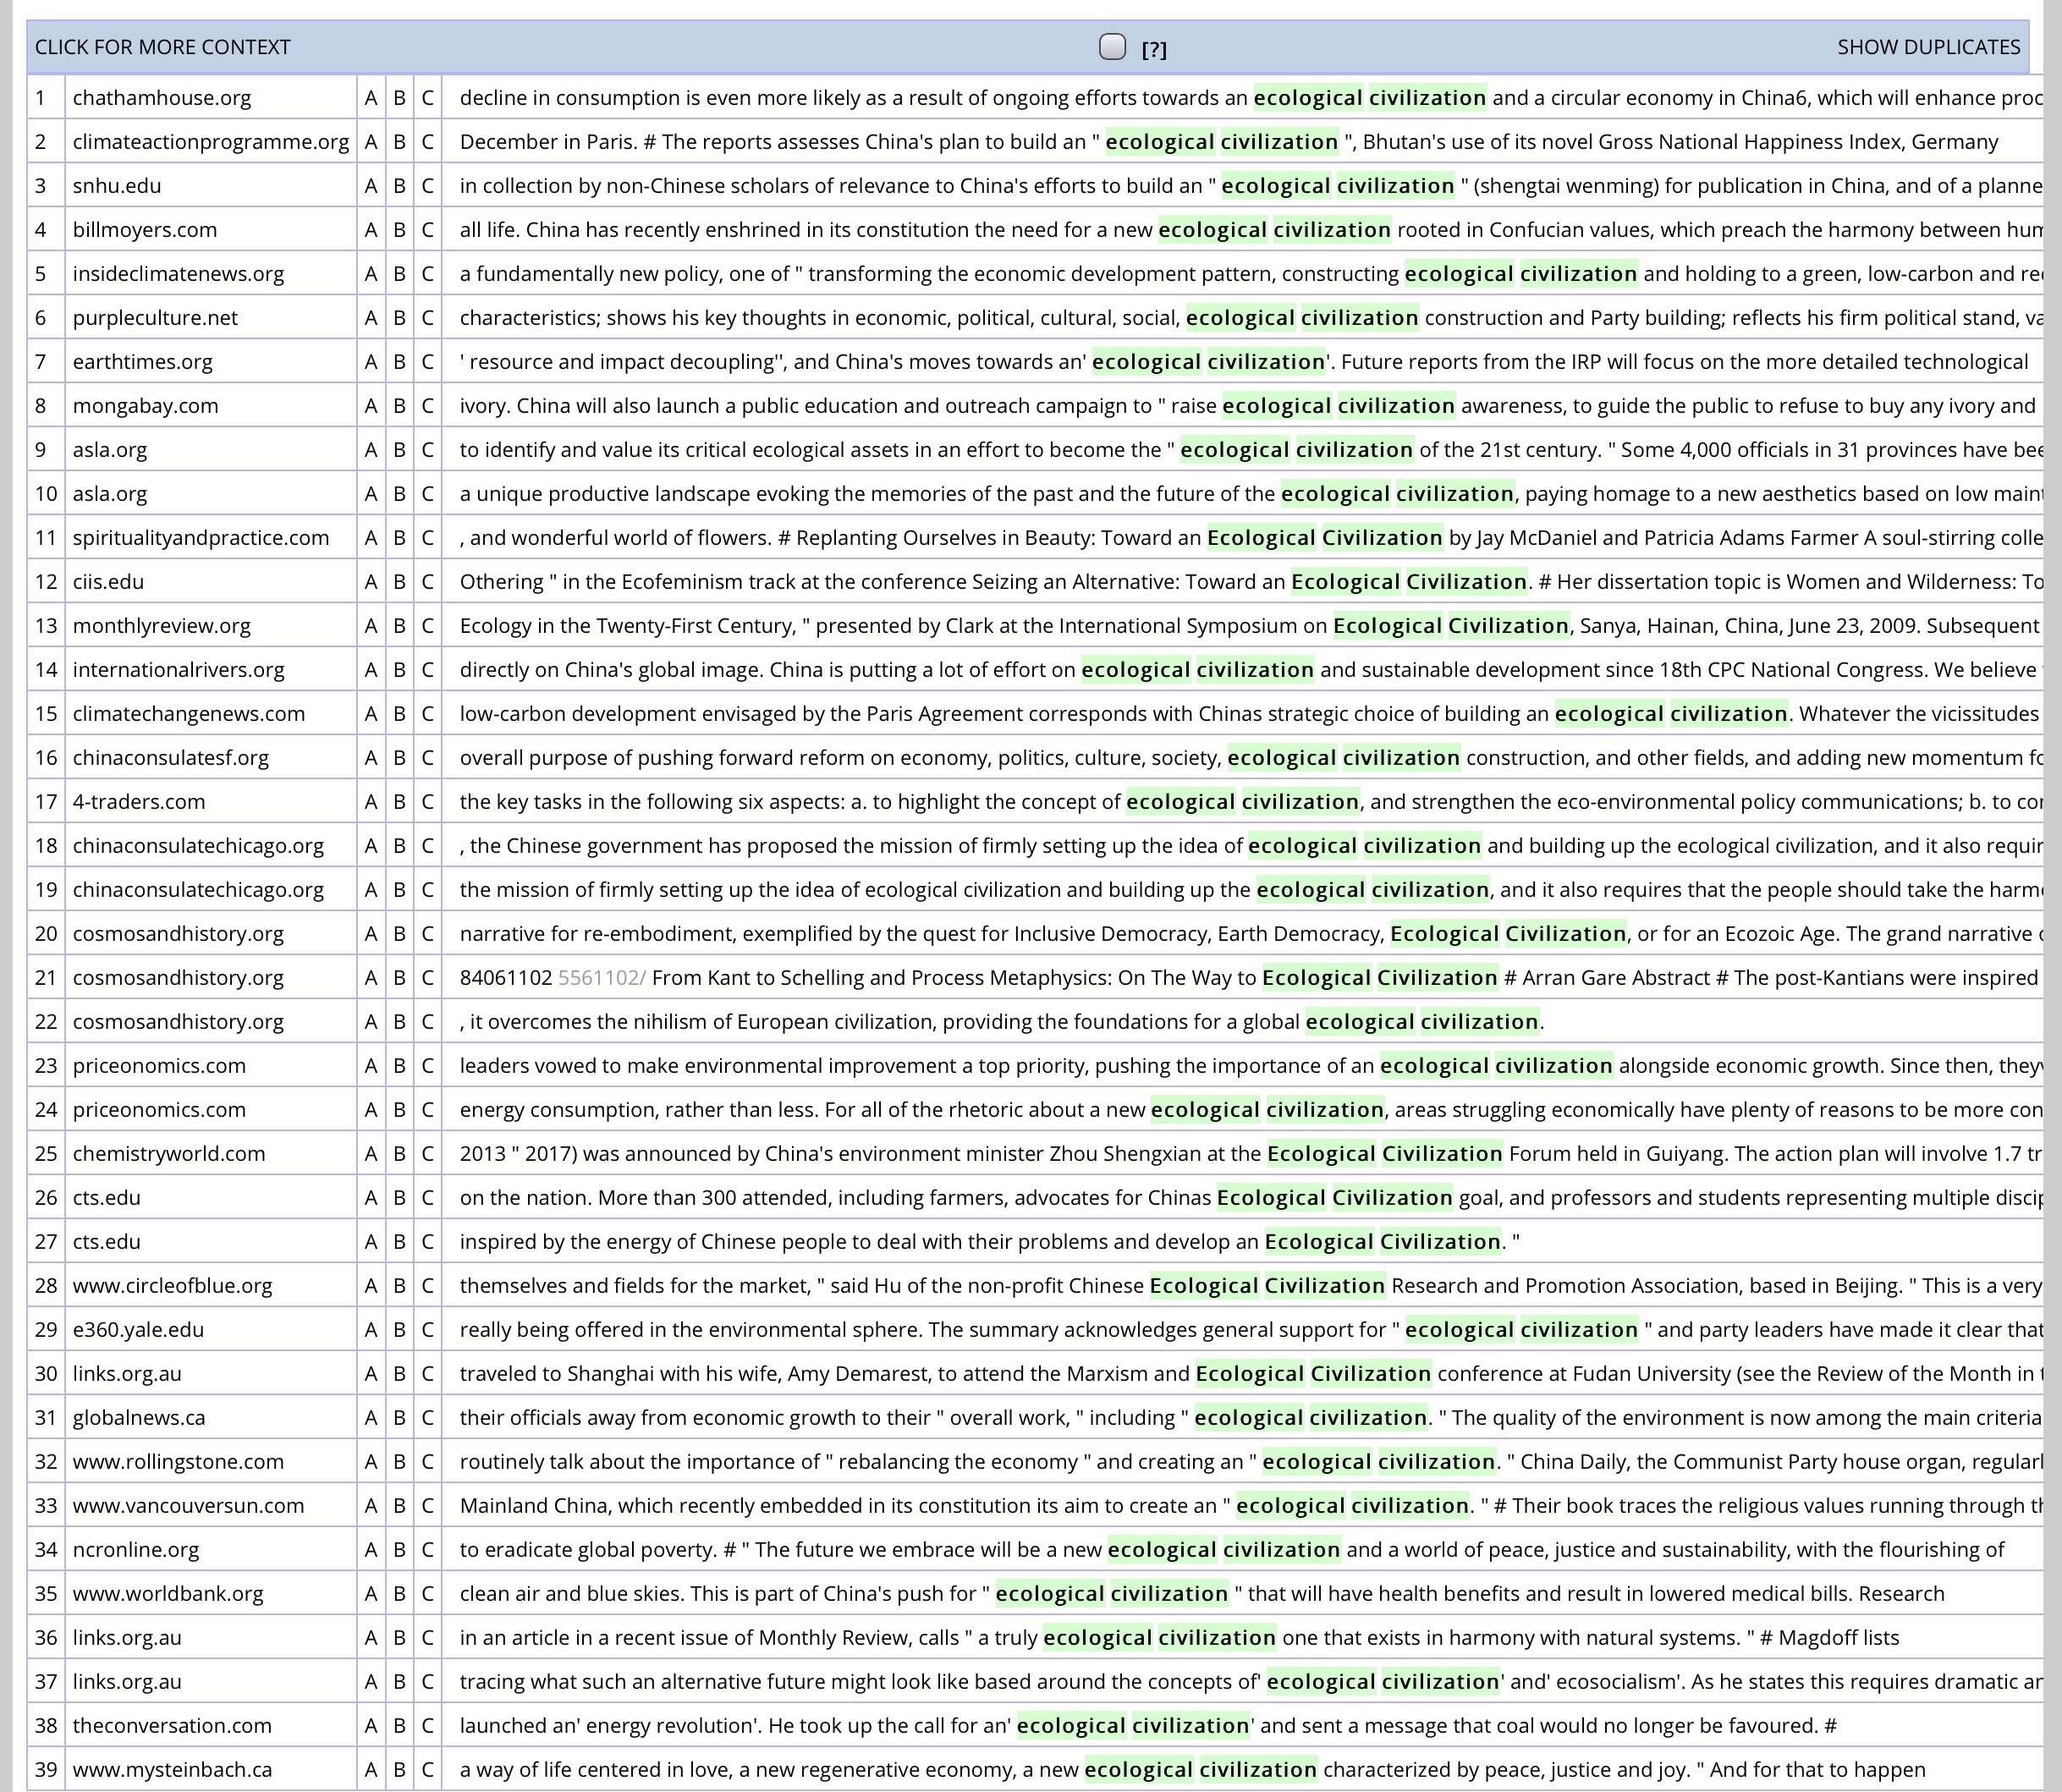 CLICK FOR MORE CONTEXT [?] SHOW DUPLICATES
1 chathamhouse.org A B C decline in consumption is even more likely as a result of ongoing efforts towards an ecological civilization and a circular economy in China6, which will enhance proc
2 climateactionprogramme.org A B C December in Paris. # The reports assesses China's plan to build an " ecological civilization ", Bhutan's use of its novel Gross National Happiness Index, Germany
3 snhu.edu A B C in collection by non-Chinese scholars of relevance to China's efforts to build an " ecological civilization " (shengtai wenming) for publication in China, and of a planne
4 billmoyers.com A B C all life. China has recently enshrined in its constitution the need for a new ecological civilization rooted in Confucian values, which preach the harmony between hum
5 insideclimatenews.org A B C a fundamentally new policy, one of " transforming the economic development pattern, constructing ecological civilization and holding to a green, low-carbon and re
6 purpleculture.net A B C characteristics; shows his key thoughts in economic, political, cultural, social, ecological civilization construction and Party building; reflects his firm political stand, va
7 earthtimes.org A B C ' resource and impact decoupling'', and China's moves towards an' ecological civilization'. Future reports from the IRP will focus on the more detailed technological
8 mongabay.com A B C ivory. China will also launch a public education and outreach campaign to " raise ecological civilization awareness, to guide the public to refuse to buy any ivory and
9 asla.org A B C to identify and value its critical ecological assets in an effort to become the " ecological civilization of the 21st century. " Some 4,000 officials in 31 provinces have bee
10 asla.org A B C a unique productive landscape evoking the memories of the past and the future of the ecological civilization, paying homage to a new aesthetics based on low maint
11 spiritualityandpractice.com A B C , and wonderful world of flowers. # Replanting Ourselves in Beauty: Toward an Ecological Civilization by Jay McDaniel and Patricia Adams Farmer A soul-stirring colle
12 ciis.edu A B C Othering " in the Ecofeminism track at the conference Seizing an Alternative: Toward an Ecological Civilization. # Her dissertation topic is Women and Wilderness: To
13 monthlyreview.org A B C Ecology in the Twenty-First Century, " presented by Clark at the International Symposium on Ecological Civilization, Sanya, Hainan, China, June 23, 2009. Subsequent
14 internationalrivers.org A B C directly on China's global image. China is putting a lot of effort on ecological civilization and sustainable development since 18th CPC National Congress. We believe
15 climatechangenews.com A B C low-carbon development envisaged by the Paris Agreement corresponds with Chinas strategic choice of building an ecological civilization. Whatever the vicissitudes
16 chinaconsulatesf.org A B C overall purpose of pushing forward reform on economy, politics, culture, society, ecological civilization construction, and other fields, and adding new momentum fo
17 4-traders.com A B C the key tasks in the following six aspects: a. to highlight the concept of ecological civilization, and strengthen the eco-environmental policy communications; b. to con
18 chinaconsulatechicago.org A B C , the Chinese government has proposed the mission of firmly setting up the idea of ecological civilization and building up the ecological civilization, and it also requir
19 chinaconsulatechicago.org A B C the mission of firmly setting up the idea of ecological civilization and building up the ecological civilization, and it also requires that the people should take the harm
20 cosmosandhistory.org A B C narrative for re-embodiment, exemplified by the quest for Inclusive Democracy, Earth Democracy, Ecological Civilization, or for an Ecozoic Age. The grand narrative
21 cosmosandhistory.org A B C 84061102 5561102/ From Kant to Schelling and Process Metaphysics: On The Way to Ecological Civilization # Arran Gare Abstract # The post-Kantians were inspired
22 cosmosandhistory.org A B C , it overcomes the nihilism of European civilization, providing the foundations for a global ecological civilization.
23 priceonomics.com A B C leaders vowed to make environmental improvement a top priority, pushing the importance of an ecological civilization alongside economic growth. Since then, theyv
24 priceonomics.com A B C energy consumption, rather than less. For all of the rhetoric about a new ecological civilization, areas struggling economically have plenty of reasons to be more con
25 chemistryworld.com A B C 2013 " 2017) was announced by China's environment minister Zhou Shengxian at the Ecological Civilization Forum held in Guiyang. The action plan will involve 1.7 tr
26 cts.edu A B C on the nation. More than 300 attended, including farmers, advocates for Chinas Ecological Civilization goal, and professors and students representing multiple discip
27 cts.edu A B C inspired by the energy of Chinese people to deal with their problems and develop an Ecological Civilization. "
28 www.circleofblue.org A B C themselves and fields for the market, " said Hu of the non-profit Chinese Ecological Civilization Research and Promotion Association, based in Beijing. " This is a very
29 e360.yale.edu A B C really being offered in the environmental sphere. The summary acknowledges general support for " ecological civilization " and party leaders have made it clear that
30 links.org.au A B C traveled to Shanghai with his wife, Amy Demarest, to attend the Marxism and Ecological Civilization conference at Fudan University (see the Review of the Month in t
31 globalnews.ca A B C their officials away from economic growth to their " overall work, " including " ecological civilization. " The quality of the environment is now among the main criteria
32 www.rollingstone.com A B C routinely talk about the importance of " rebalancing the economy " and creating an " ecological civilization. " China Daily, the Communist Party house organ, regularl
33 www.vancouversun.com A B C Mainland China, which recently embedded in its constitution its aim to create an " ecological civilization. " # Their book traces the religious values running through th
34 ncronline.org A B C to eradicate global poverty. # " The future we embrace will be a new ecological civilization and a world of peace, justice and sustainability, with the flourishing of
35 www.worldbank.org A B C clean air and blue skies. This is part of China's push for " ecological civilization " that will have health benefits and result in lowered medical bills. Research
36 links.org.au A B C in an article in a recent issue of Monthly Review, calls " a truly ecological civilization one that exists in harmony with natural systems. " # Magdoff lists
37 links.org.au A B C tracing what such an alternative future might look like based around the concepts of' ecological civilization' and' ecosocialism'. As he states this requires dramatic an
38 theconversation.com A B C launched an' energy revolution'. He took up the call for an' ecological civilization' and sent a message that coal would no longer be favoured. #
39 www.mysteinbach.ca A B C a way of life centered in love, a new regenerative economy, a new ecological civilization characterized by peace, justice and joy. " And for that to happen